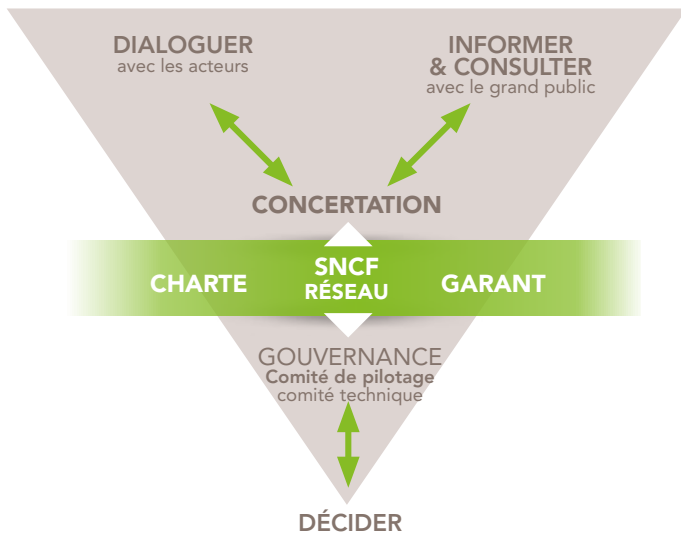 DIALOGUER
avec les acteurs
INFORMER
& CONSULTER
avec le grand public
CONCERTATION
CHARTE
SNCF
RÉSEAU
GARANT
GOUVERNANCE
Comité de pilotage
comité technique
DÉCIDER